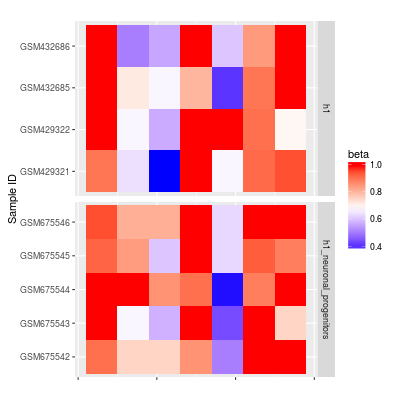 GSM432686
GSM432685
GSM429322
GSM429321
h1
GSM675546
GSM675545
GSM675544
GSM675543
GSM675542
h1_neuronal_progenitors
Sample ID
beta
1.0
0.8
0.6
0.4